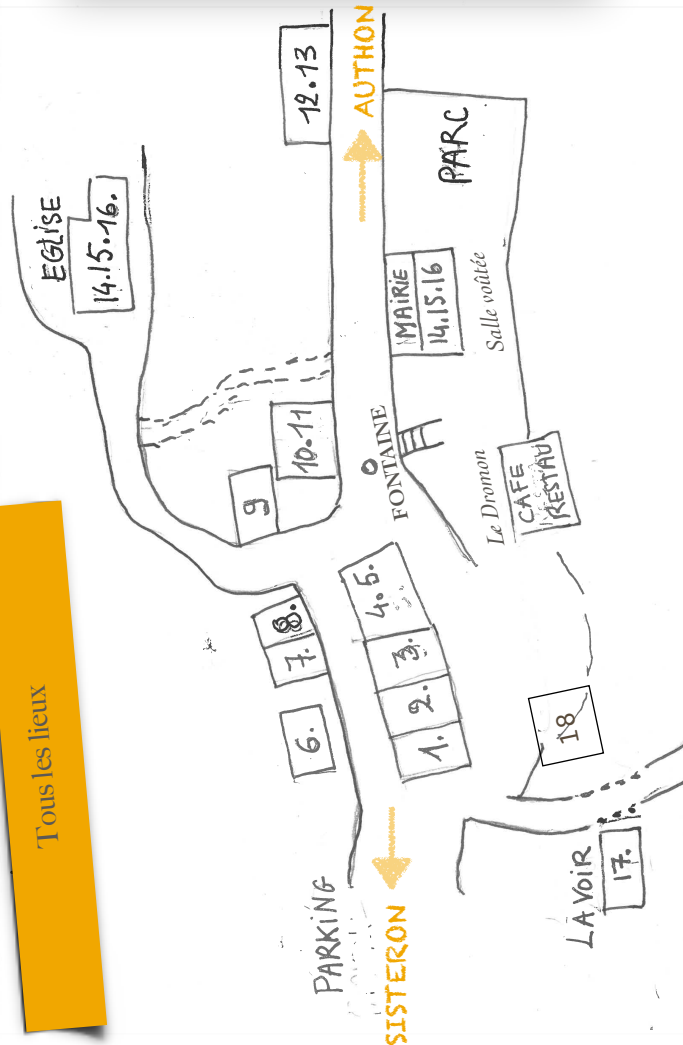 Tous les lieux
EGLISE
14.15.16.
9
10.11
12.13
6.
7.
8.
PARKING
SISTERON
AUTHON
1.
2.
3.
4.5.
FONTAINE
MAIRIE
14.15.16
PARC
Le Dromon
Salle voûtée
CAFE
RESTAU
18
LAVOIR
17.